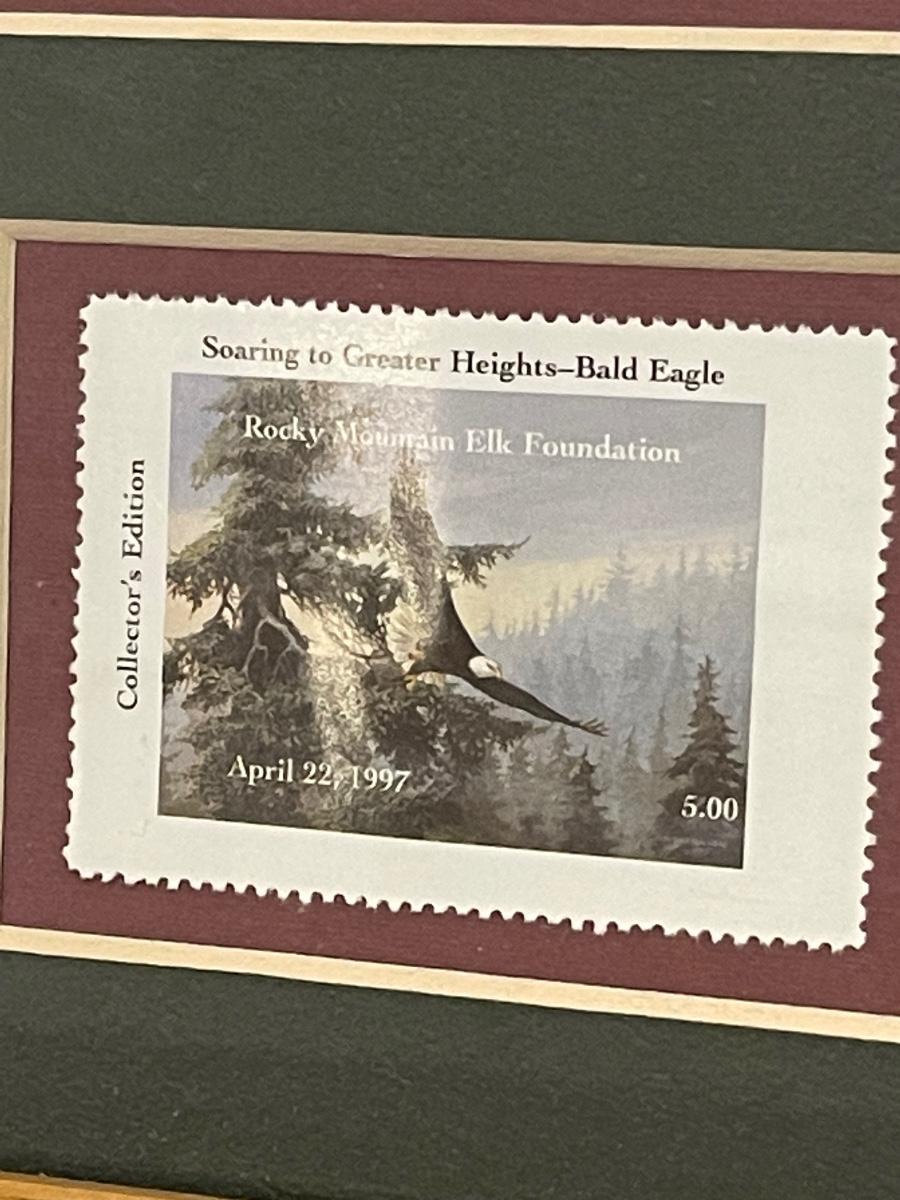 Soaring to Greater Heights–Bald Eagle
Rocky Mountain Elk Foundation
Collector's Edition
April 22, 1997
5.00